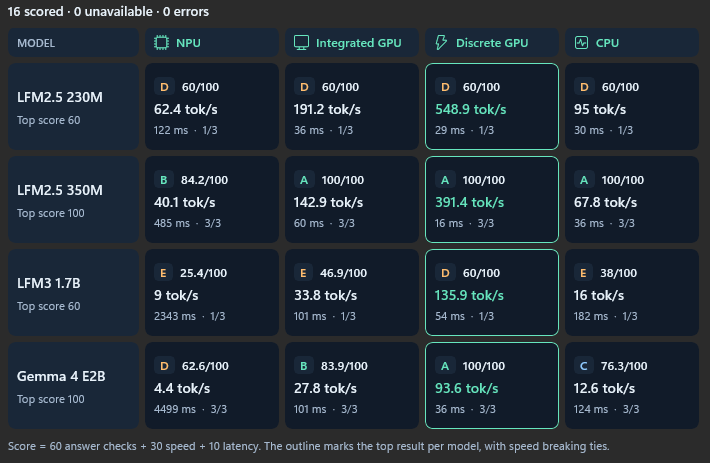 16 scored · 0 unavailable · 0 errors
MODEL NPU Integrated GPU Discrete GPU CPU
LFM2.5 230M
Top score 60
D 60/100
62.4 tok/s
122 ms · 1/3
D 60/100
191.2 tok/s
36 ms · 1/3
D 60/100
548.9 tok/s
29 ms · 1/3
D 60/100
95 tok/s
30 ms · 1/3
LFM2.5 350M
Top score 100
B 84.2/100
40.1 tok/s
485 ms · 3/3
A 100/100
142.9 tok/s
60 ms · 3/3
A 100/100
391.4 tok/s
16 ms · 3/3
A 100/100
67.8 tok/s
36 ms · 3/3
LFM3 1.7B
Top score 60
E 25.4/100
9 tok/s
2343 ms · 1/3
E 46.9/100
33.8 tok/s
101 ms · 1/3
D 60/100
135.9 tok/s
54 ms · 1/3
E 38/100
16 tok/s
182 ms · 1/3
Gemma 4 E2B
Top score 100
D 62.6/100
4.4 tok/s
4499 ms · 3/3
B 83.9/100
27.8 tok/s
101 ms · 3/3
A 100/100
93.6 tok/s
36 ms · 3/3
C 76.3/100
12.6 tok/s
124 ms · 3/3
Score = 60 answer checks + 30 speed + 10 latency. The outline marks the top result per model, with speed breaking ties.